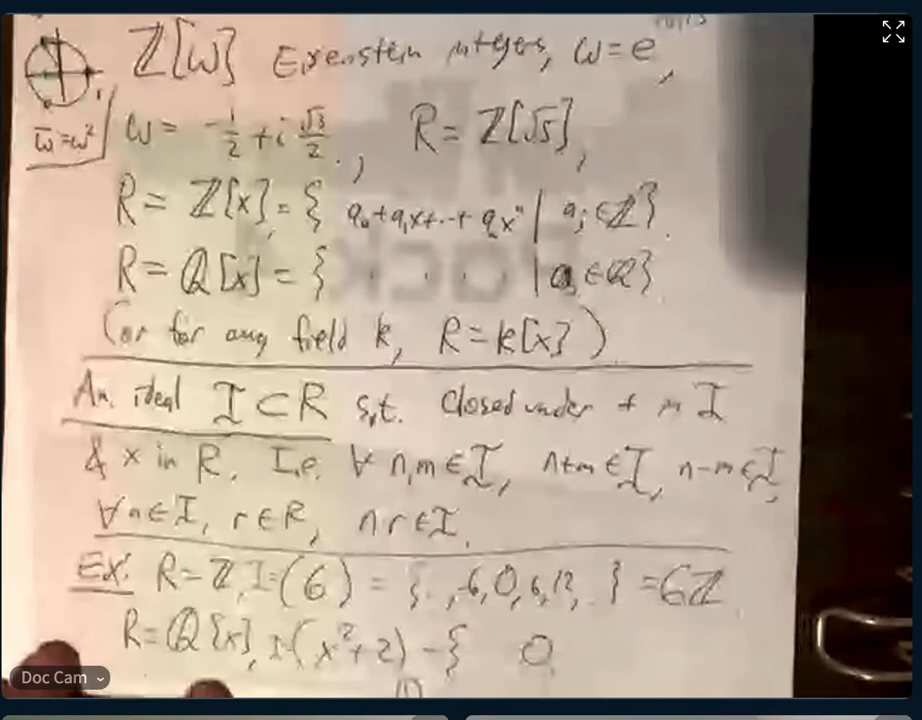 ℤ[ω] Eisenstein integers, ω = e
ω̄ = ω² | ω = -1/2 + i √3/2 , R = ℤ[√5],
R = ℤ[x] = { a₀+a₁x+..+ aₙxⁿ | aᵢ ∈ ℤ}.
R = ℚ[x] = { . . . | aᵢ ∈ ℚ}
(or for any field k, R = k[x])
An ideal I ⊂ R s.t. closed under + in I
& × in R. I.e. ∀ n,m ∈ I, n+m ∈ I, n-m ∈ I,
∀ n ∈ I, r ∈ R, nr ∈ I.
Ex. R = ℤ, I = (6) = {.. ,-6,0,6,12, .. } = 6ℤ
R = ℚ[x], I = (x²+2) = { 0
Doc Cam